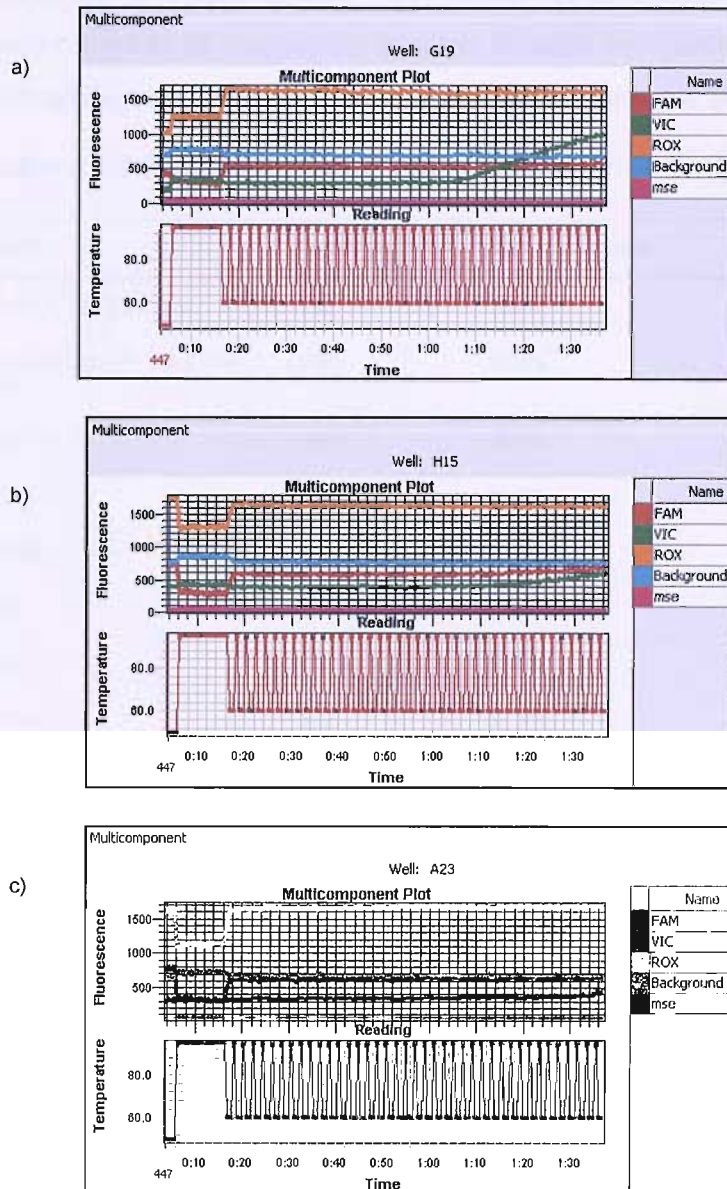 a)
Multicomponent
Well: G19
Multicomponent Plot
Fluorescence
1500
1000
500
0
Reading
Temperature
80.0
60.0
0:10 0:20 0:30 0:40 0:50 1:00 1:10 1:20 1:30
447
Time
Name
FAM
VIC
ROX
Background
mse
b)
Multicomponent
Well: H15
Multicomponent Plot
Fluorescence
1500
1000
500
0
Reading
Temperature
80.0
60.0
0:10 0:20 0:30 0:40 0:50 1:00 1:10 1:20 1:30
447
Time
Name
FAM
VIC
ROX
Background
mse
c)
Multicomponent
Well: A23
Multicomponent Plot
Fluorescence
1500
1000
500
Reading
Temperature
80.0
60.0
0:10 0:20 0:30 0:40 0:50 1:00 1:10 1:20 1:30
447
Time
Name
FAM
VIC
ROX
Background
mse